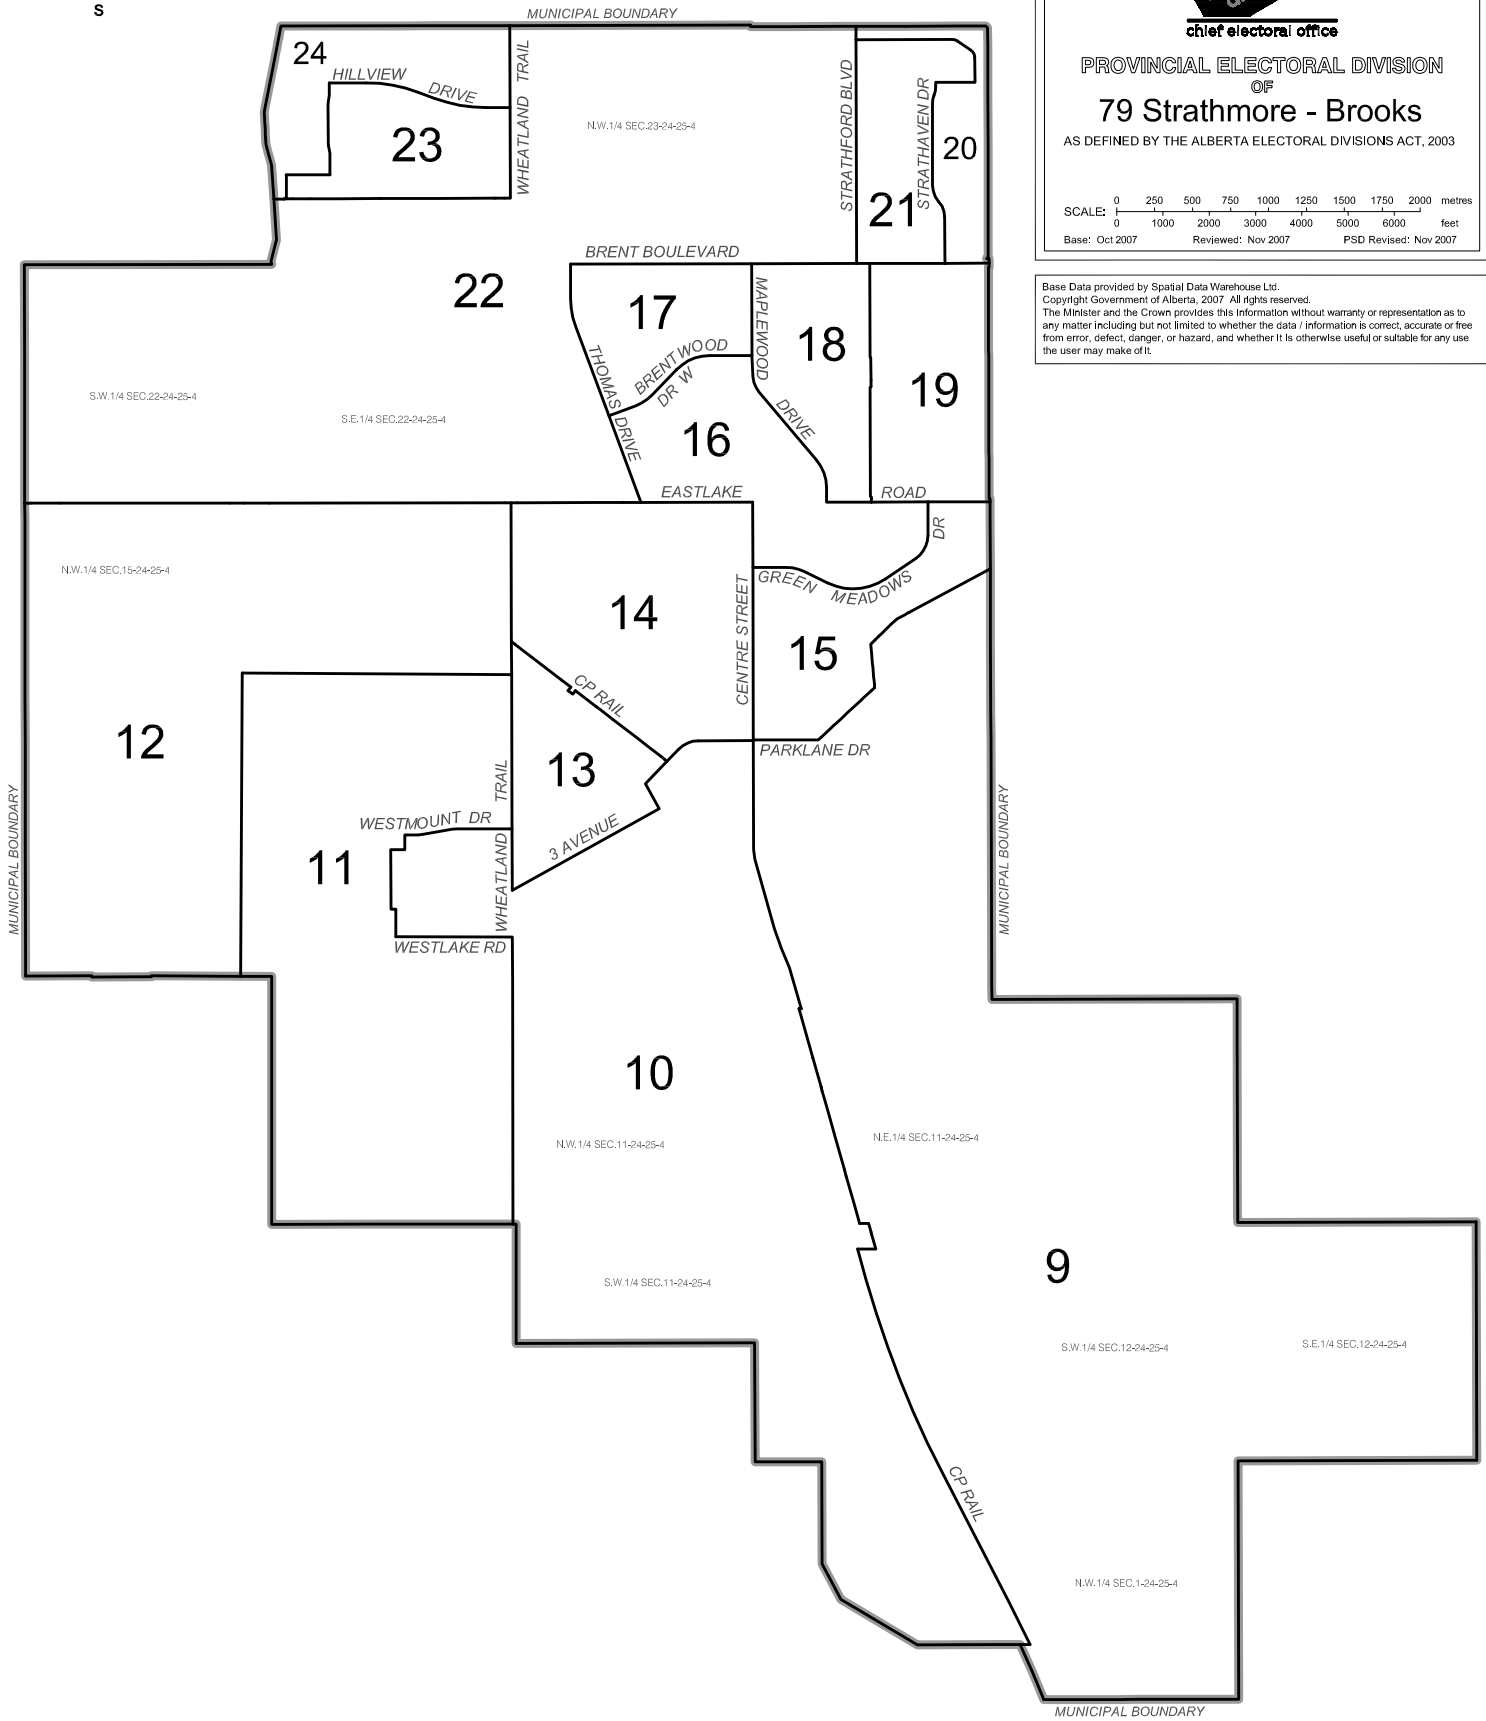 S
MUNICIPAL BOUNDARY
chief electoral office
PROVINCIAL ELECTORAL DIVISION
OF
79 Strathmore - Brooks
AS DEFINED BY THE ALBERTA ELECTORAL DIVISIONS ACT, 2003
SCALE:
0 250 500 750 1000 1250 1500 1750 2000 metres
0 1000 2000 3000 4000 5000 6000 feet
Base: Oct 2007 Reviewed: Nov 2007 PSD Revised: Nov 2007
Base Data provided by Spatial Data Warehouse Ltd.
Copyright Government of Alberta, 2007 All rights reserved.
The Minister and the Crown provides this information without warranty or representation as to
any matter including but not limited to whether the data / information is correct, accurate or free
from error, defect, danger, or hazard, and whether it is otherwise useful or suitable for any use
the user may make of it.
24
HILLVIEW
DRIVE
23
WHEATLAND TRAIL
N.W.1/4 SEC.23-24-25-4
STRATHFORD BLVD
STRATHAVEN DR
20
21
BRENT BOULEVARD
22
17
MAPLEWOOD
DRIVE
18
19
BRENTWOOD
DR W
THOMAS DRIVE
16
S.W.1/4 SEC.22-24-25-4
S.E.1/4 SEC.22-24-25-4
EASTLAKE
ROAD
N.W.1/4 SEC.15-24-25-4
14
CENTRE STREET
GREEN MEADOWS
DR
15
CP RAIL
12
13
PARKLANE DR
MUNICIPAL BOUNDARY
MUNICIPAL BOUNDARY
WESTMOUNT DR
WHEATLAND TRAIL
3 AVENUE
11
WESTLAKE RD
10
N.W.1/4 SEC.11-24-25-4
N.E.1/4 SEC.11-24-25-4
9
S.W.1/4 SEC.11-24-25-4
S.W.1/4 SEC.12-24-25-4
S.E.1/4 SEC.12-24-25-4
CP RAIL
N.W.1/4 SEC.1-24-25-4
MUNICIPAL BOUNDARY